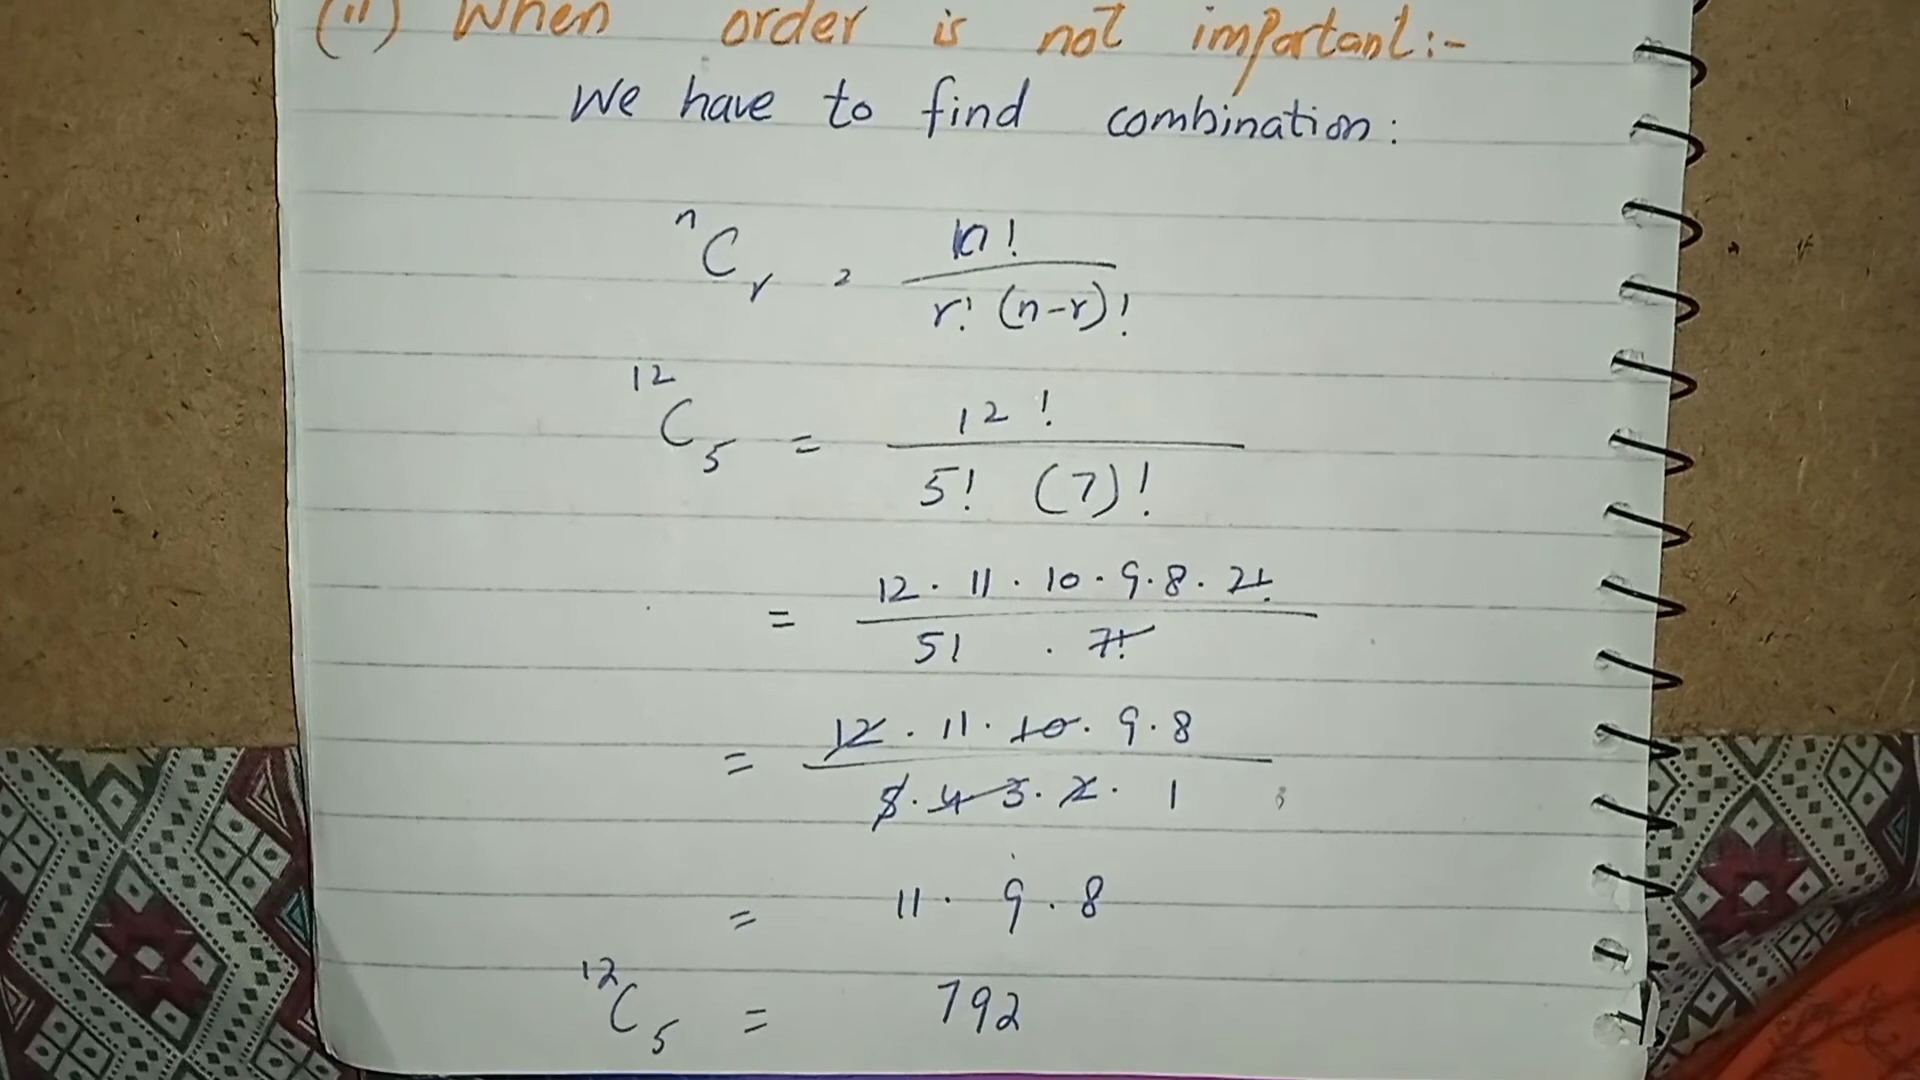 (ii) When order is not important:-
We have to find combination:
ⁿCᵣ = n! / r! (n-r)!
¹²C₅ = 12! / 5! (7)!
= 12 · 11 · 10 · 9 · 8 · 7! / 5! · 7!
= 12 · 11 · 10 · 9 · 8 / 5 · 4 · 3 · 2 · 1
= 11 · 9 · 8
¹²C₅ = 792